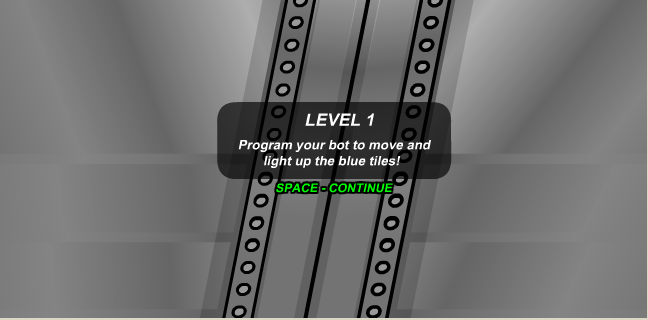 LEVEL 1
Program your bot to move and
light up the blue tiles!
SPACE - CONTINUE